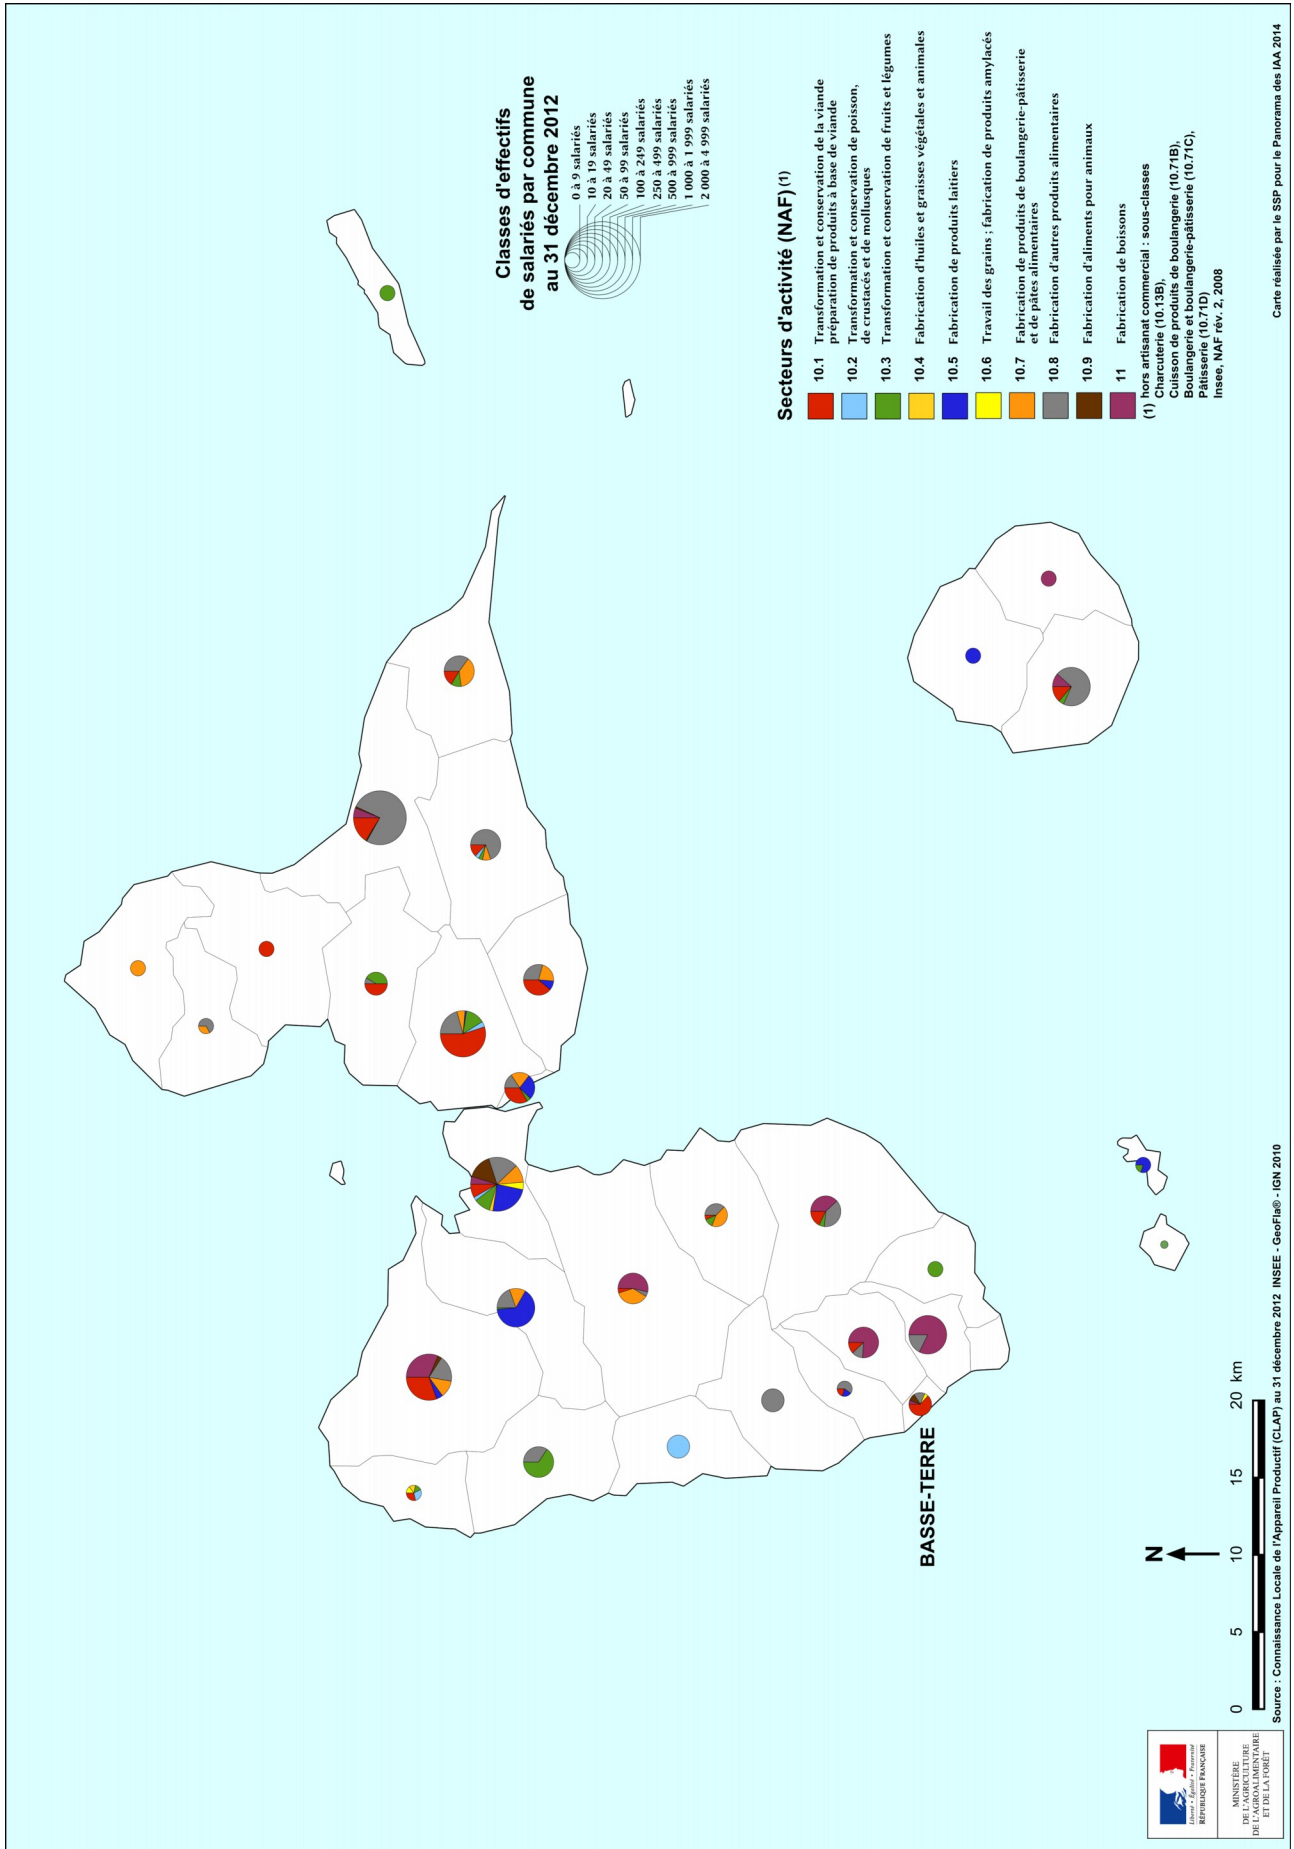 Classes d'effectifs
de salariés par commune
au 31 décembre 2012
0 à 9 salariés
10 à 19 salariés
20 à 49 salariés
50 à 99 salariés
100 à 249 salariés
250 à 499 salariés
500 à 999 salariés
1 000 à 1 999 salariés
2 000 à 4 999 salariés
Secteurs d'activité (NAF) (1)
10.1 Transformation et conservation de la viande
préparation de produits à base de viande
10.2 Transformation et conservation de poisson,
de crustacés et de mollusques
10.3 Transformation et conservation de fruits et légumes
10.4 Fabrication d'huiles et graisses végétales et animales
10.5 Fabrication de produits laitiers
10.6 Travail des grains ; fabrication de produits amylacés
10.7 Fabrication de produits de boulangerie-pâtisserie
et de pâtes alimentaires
10.8 Fabrication d'autres produits alimentaires
10.9 Fabrication d'aliments pour animaux
11 Fabrication de boissons
(1) hors artisanat commercial : sous-classes
Charcuterie (10.13B),
Cuisson de produits de boulangerie (10.71B),
Boulangerie et boulangerie-pâtisserie (10.71C),
Pâtisserie (10.71D)
Insee, NAF rév. 2, 2008
BASSE-TERRE
N
0 5 10 15 20 km
Liberté • Égalité • Fraternité
RÉPUBLIQUE FRANÇAISE
MINISTÈRE
DE L'AGRICULTURE
DE L'AGROALIMENTAIRE
ET DE LA FORÊT
Source : Connaissance Locale de l'Appareil Productif (CLAP) au 31 décembre 2012 INSEE - GeoFla® - IGN 2010
Carte réalisée par le SSP pour le Panorama des IAA 2014